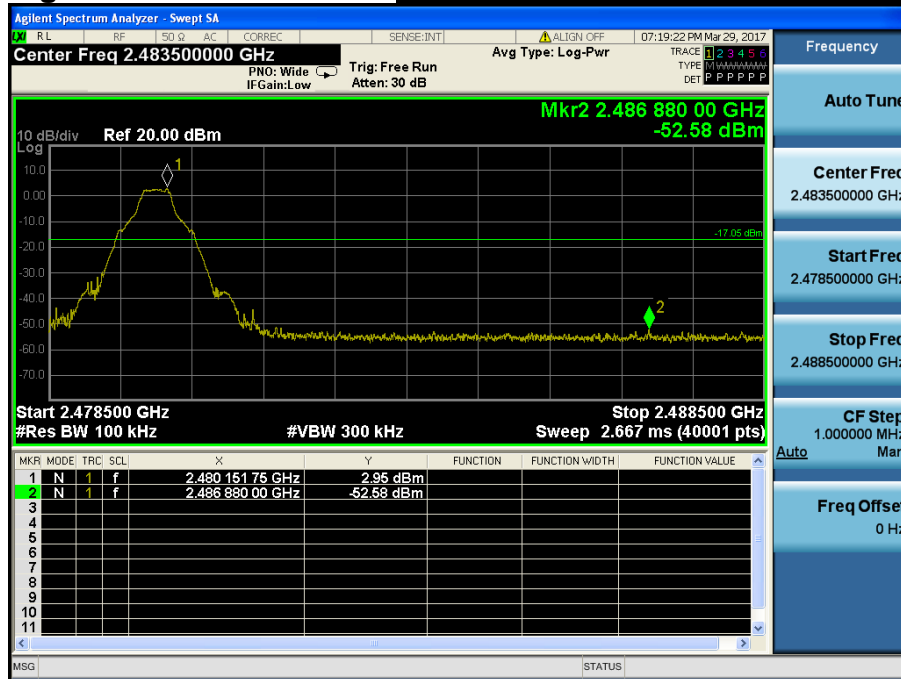 Agilent Spectrum Analyzer - Swept SA
LXI RL RF 50 Ω AC CORREC SENSE:INT ALIGN OFF 07:19:22 PM Mar 29, 2017
Center Freq 2.483500000 GHz
PNO: Wide
IFGain:Low
Trig: Free Run
Atten: 30 dB
Avg Type: Log-Pwr
TRACE 1 2 3 4 5 6
TYPE M WWWWW
DET P P P P P P
Mkr2 2.486 880 00 GHz
-52.58 dBm
10 dB/div Ref 20.00 dBm
Log
10.0
0.00
-10.0
-20.0
-30.0
-40.0
-50.0
-60.0
-70.0
1
-17.05 dBm
2
Start 2.478500 GHz Stop 2.488500 GHz
#Res BW 100 kHz #VBW 300 kHz Sweep 2.667 ms (40001 pts)
MKR MODE TRC SCL X Y FUNCTION FUNCTION WIDTH FUNCTION VALUE
1 N 1 f 2.480 151 75 GHz 2.95 dBm
2 N 1 f 2.486 880 00 GHz -52.58 dBm
3
4
5
6
7
8
9
10
11
MSG STATUS
Frequency
Auto Tune
Center Freq
2.483500000 GHz
Start Freq
2.478500000 GHz
Stop Freq
2.488500000 GHz
CF Step
1.000000 MHz
Auto Man
Freq Offset
0 Hz